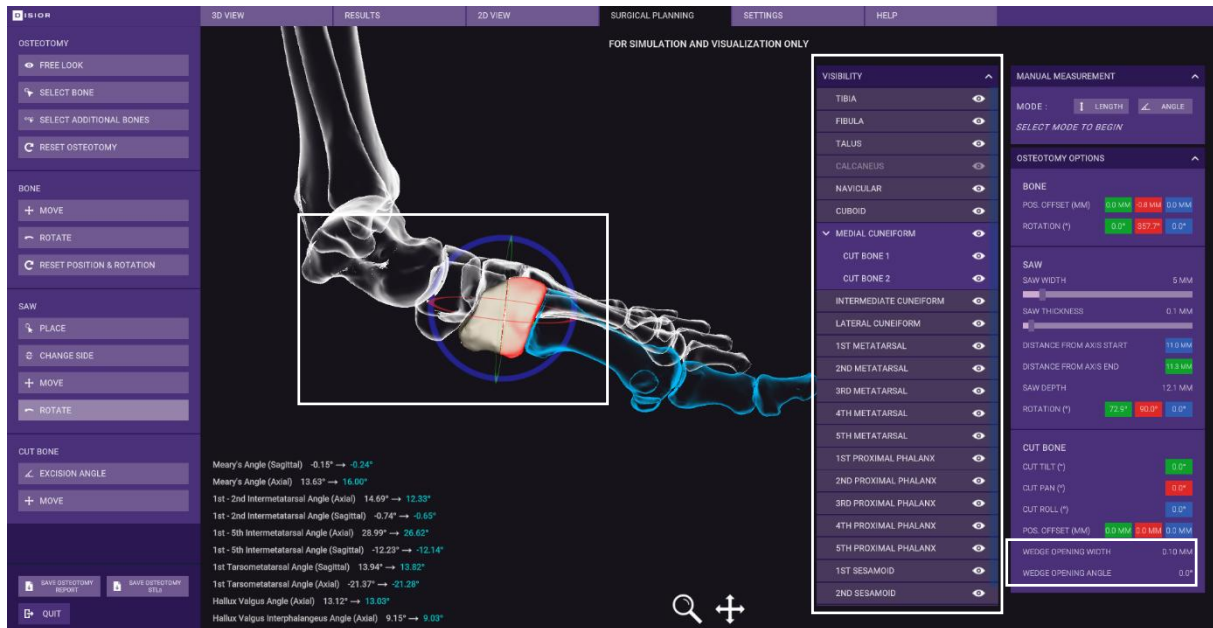 DISIOR
3D VIEW
RESULTS
2D VIEW
SURGICAL PLANNING
SETTINGS
HELP
OSTEOTOMY
FREE LOOK
SELECT BONE
SELECT ADDITIONAL BONES
RESET OSTEOTOMY
BONE
MOVE
ROTATE
RESET POSITION & ROTATION
SAW
PLACE
CHANGE SIDE
MOVE
ROTATE
CUT BONE
EXCISION ANGLE
MOVE
SAVE OSTEOTOMY
REPORT
SAVE OSTEOTOMY
STLs
QUIT
FOR SIMULATION AND VISUALIZATION ONLY
Meary's Angle (Sagittal) -0.15° → -0.24°
Meary's Angle (Axial) 13.63° → 16.00°
1st - 2nd Intermetatarsal Angle (Axial) 14.69° → 12.33°
1st - 2nd Intermetatarsal Angle (Sagittal) -0.74° → -0.65°
1st - 5th Intermetatarsal Angle (Axial) 28.99° → 26.62°
1st - 5th Intermetatarsal Angle (Sagittal) -12.23° → -12.14°
1st Tarsometatarsal Angle (Sagittal) 13.94° → 13.82°
1st Tarsometatarsal Angle (Axial) -21.37° → -21.28°
Hallux Valgus Angle (Axial) 13.12° → 13.03°
Hallux Valgus Interphalangeus Angle (Axial) 9.15° → 9.03°
VISIBILITY
TIBIA
FIBULA
TALUS
CALCANEUS
NAVICULAR
CUBOID
MEDIAL CUNEIFORM
CUT BONE 1
CUT BONE 2
INTERMEDIATE CUNEIFORM
LATERAL CUNEIFORM
1ST METATARSAL
2ND METATARSAL
3RD METATARSAL
4TH METATARSAL
5TH METATARSAL
1ST PROXIMAL PHALANX
2ND PROXIMAL PHALANX
3RD PROXIMAL PHALANX
4TH PROXIMAL PHALANX
5TH PROXIMAL PHALANX
1ST SESAMOID
2ND SESAMOID
MANUAL MEASUREMENT
MODE : LENGTH ANGLE
SELECT MODE TO BEGIN
OSTEOTOMY OPTIONS
BONE
POS. OFFSET (MM) 0.0 MM -0.8 MM 0.0 MM
ROTATION (°) 0.0° 357.7° 0.0°
SAW
SAW WIDTH 5 MM
SAW THICKNESS 0.1 MM
DISTANCE FROM AXIS START 11.0 MM
DISTANCE FROM AXIS END 11.3 MM
SAW DEPTH 12.1 MM
ROTATION (°) 72.9° 90.0° 0.0°
CUT BONE
CUT TILT (°) 0.0°
CUT PAN (°) 0.0°
CUT ROLL (°) 0.0°
POS. OFFSET (MM) 0.0 MM 0.0 MM 0.0 MM
WEDGE OPENING WIDTH 0.10 MM
WEDGE OPENING ANGLE 0.0°